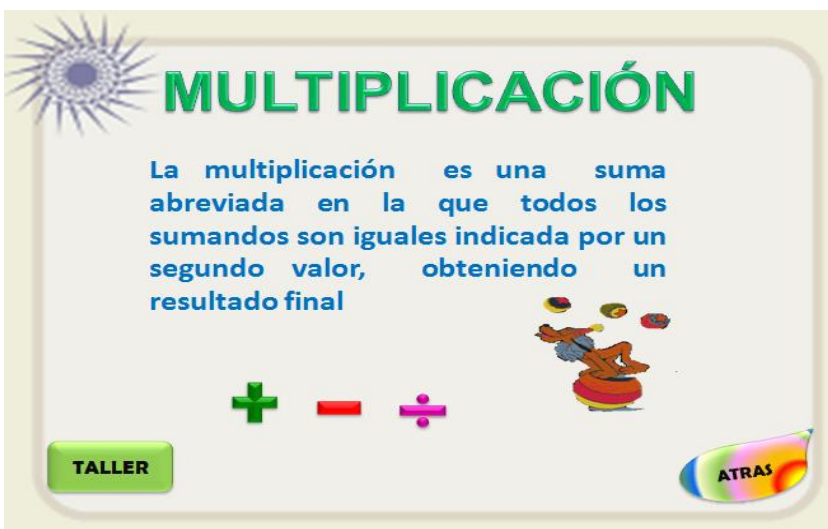 MULTIPLICACIÓN
La multiplicación es una suma
abreviada en la que todos los
sumandos son iguales indicada por un
segundo valor, obteniendo un
resultado final
+ − ÷
TALLER
ATRAS